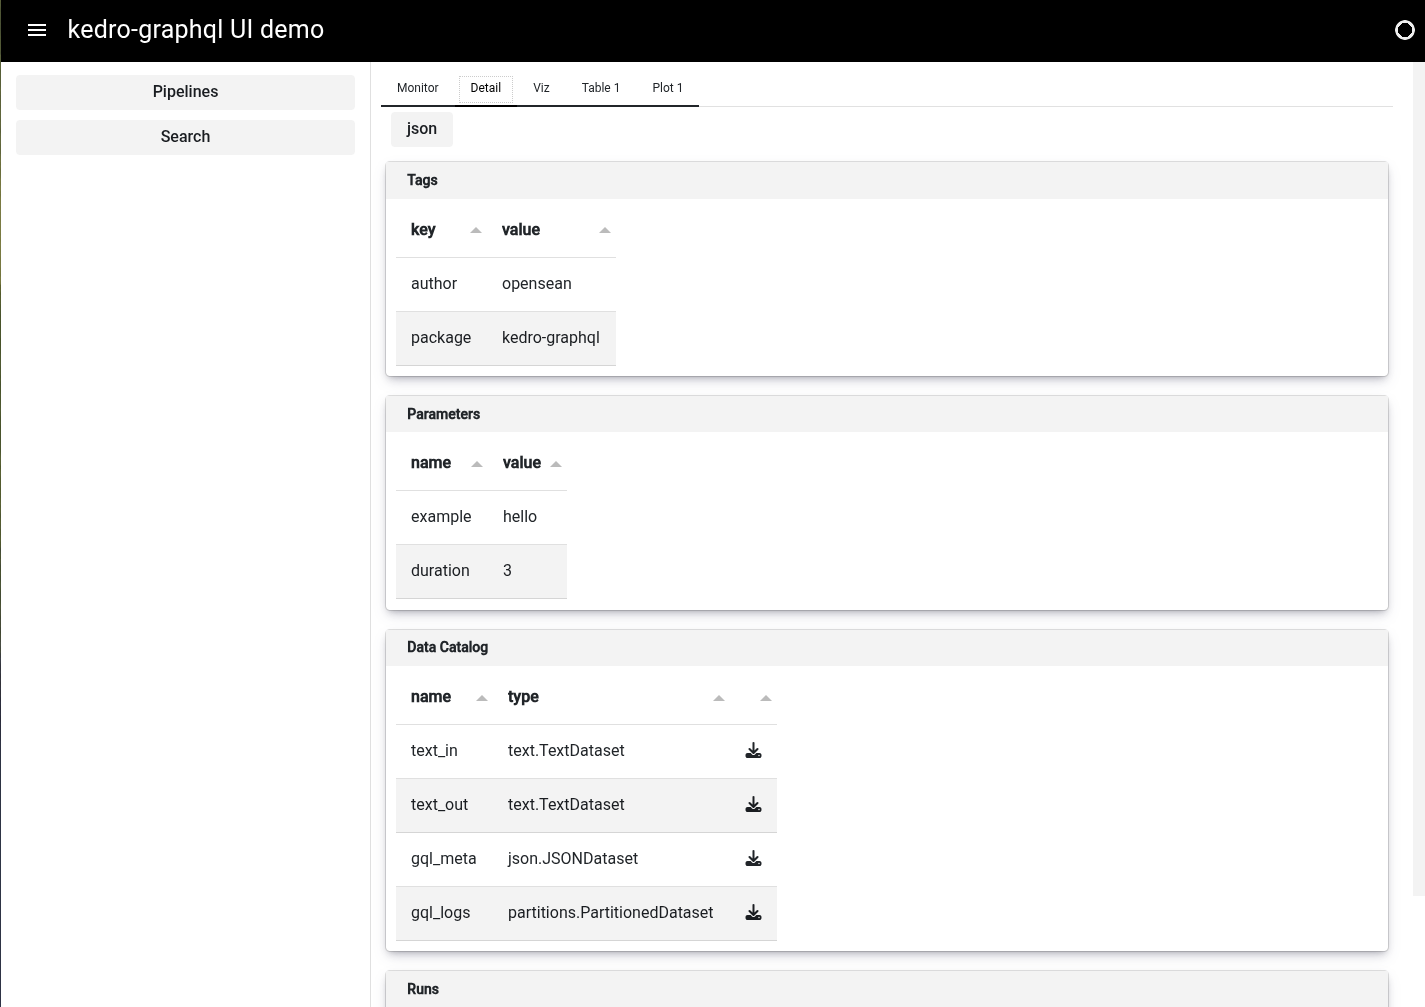 kedro-graphql UI demo
Pipelines
Search
Monitor Detail Viz Table 1 Plot 1
json
Tags
key value
author opensean
package kedro-graphql
Parameters
name value
example hello
duration 3
Data Catalog
name type
text_in text.TextDataset
text_out text.TextDataset
gql_meta json.JSONDataset
gql_logs partitions.PartitionedDataset
Runs